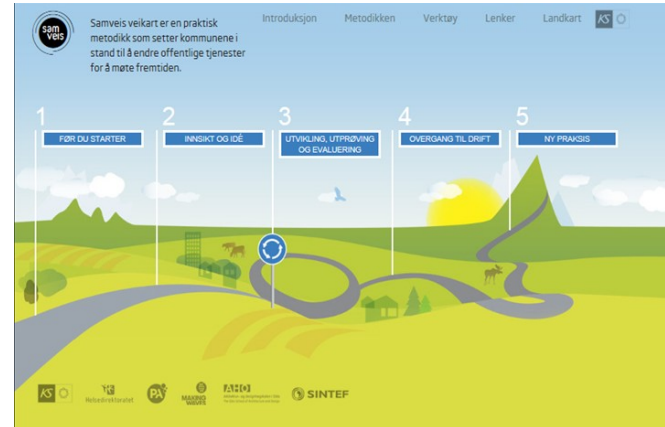 sam
veis
Samveis veikart er en praktisk
metodikk som setter kommunene i
stand til å endre offentlige tjenester
for å møte fremtiden.
Introduksjon Metodikken Verktøy Lenker Landkart KS
1
FØR DU STARTER
2
INNSIKT OG IDÉ
3
UTVIKLING, UTPRØVING
OG EVALUERING
4
OVERGANG TIL DRIFT
5
NY PRAKSIS
KS
Helsedirektoratet
PA
MAKING
WAVES
AHO
SINTEF